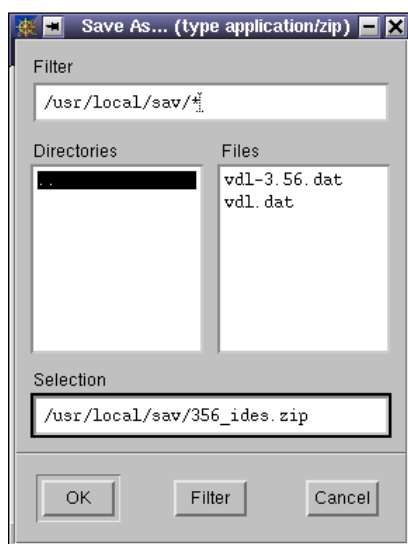 Save As... (type application/zip)
Filter
/usr/local/sav/*
Directories Files
..
vdl-3.56.dat
vdl.dat
Selection
/usr/local/sav/356_ides.zip
OK Filter Cancel